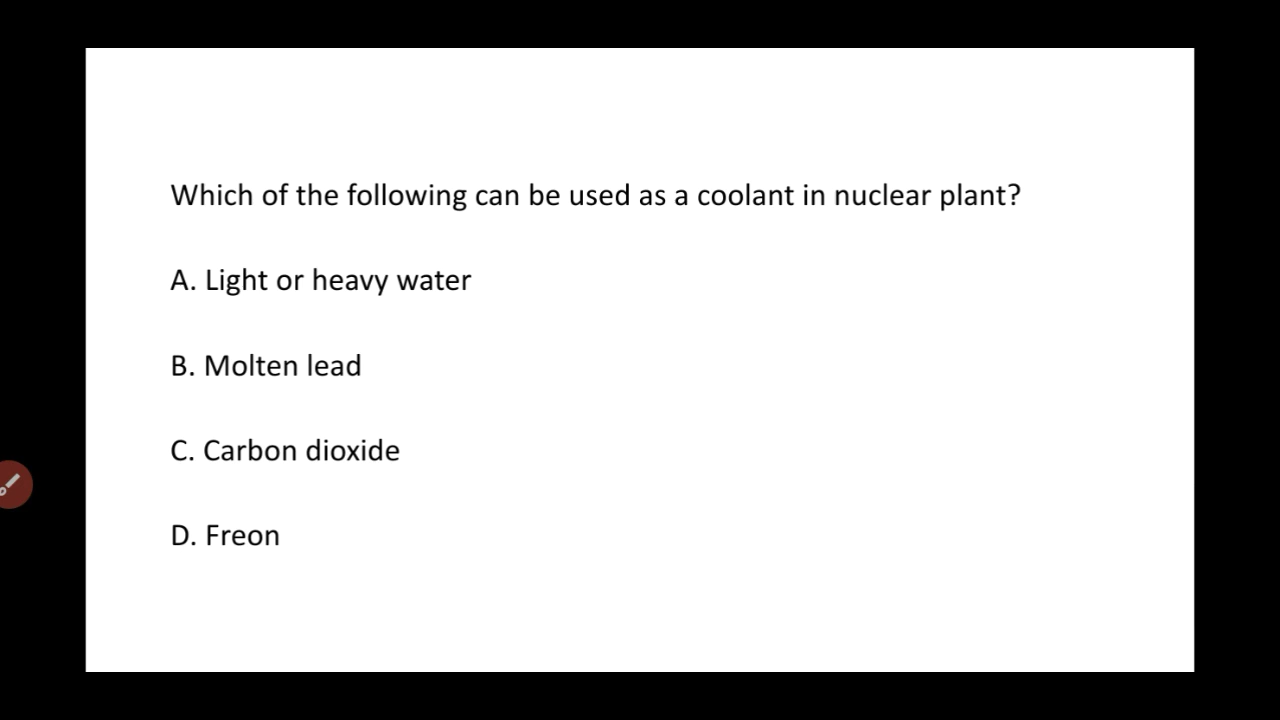 Which of the following can be used as a coolant in nuclear plant?
A. Light or heavy water
B. Molten lead
C. Carbon dioxide
D. Freon